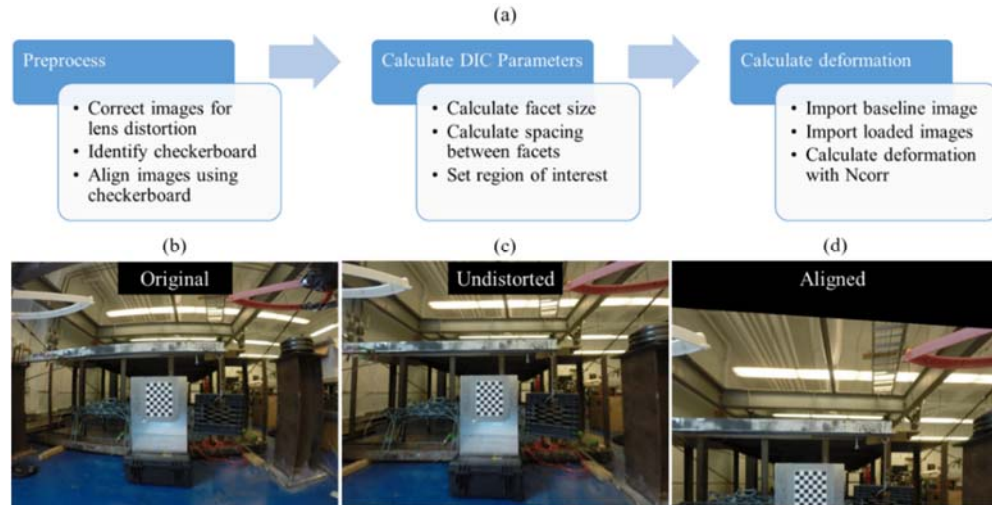 (a)
Preprocess
• Correct images for
lens distortion
• Identify checkerboard
• Align images using
checkerboard
Calculate DIC Parameters
• Calculate facet size
• Calculate spacing
between facets
• Set region of interest
Calculate deformation
• Import baseline image
• Import loaded images
• Calculate deformation
with Ncorr
(b)
(c)
(d)
Original
Undistorted
Aligned